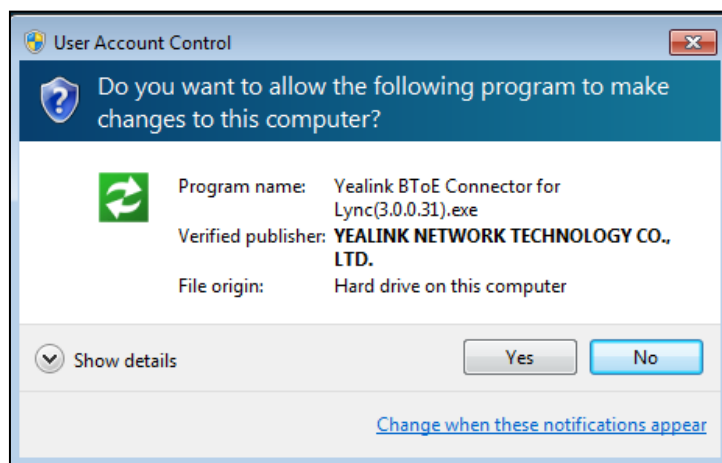 User Account Control
Do you want to allow the following program to make
changes to this computer?
Program name: Yealink BToE Connector for
Lync(3.0.0.31).exe
Verified publisher: YEALINK NETWORK TECHNOLOGY CO.,
LTD.
File origin: Hard drive on this computer
Show details Yes No
Change when these notifications appear